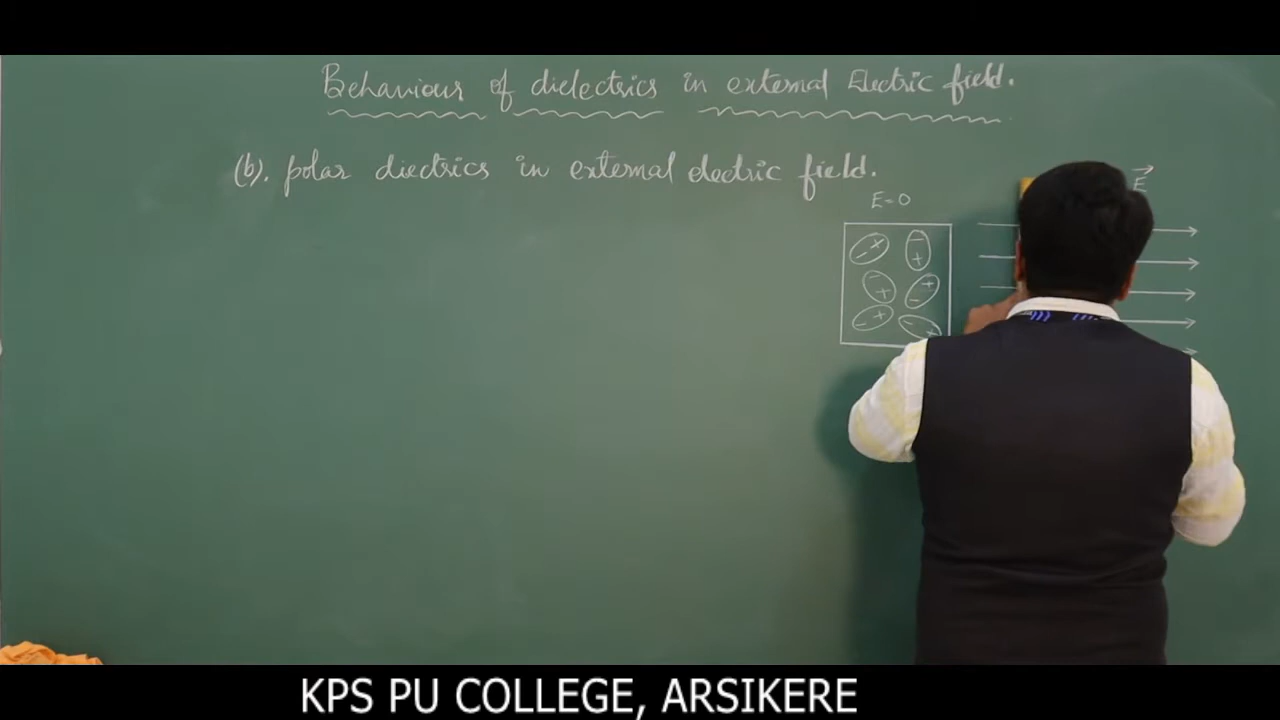 Behaviour of dielectrics in external Electric field.
(b). polar diectrics in external electric field.
E=0
E
KPS PU COLLEGE, ARSIKERE